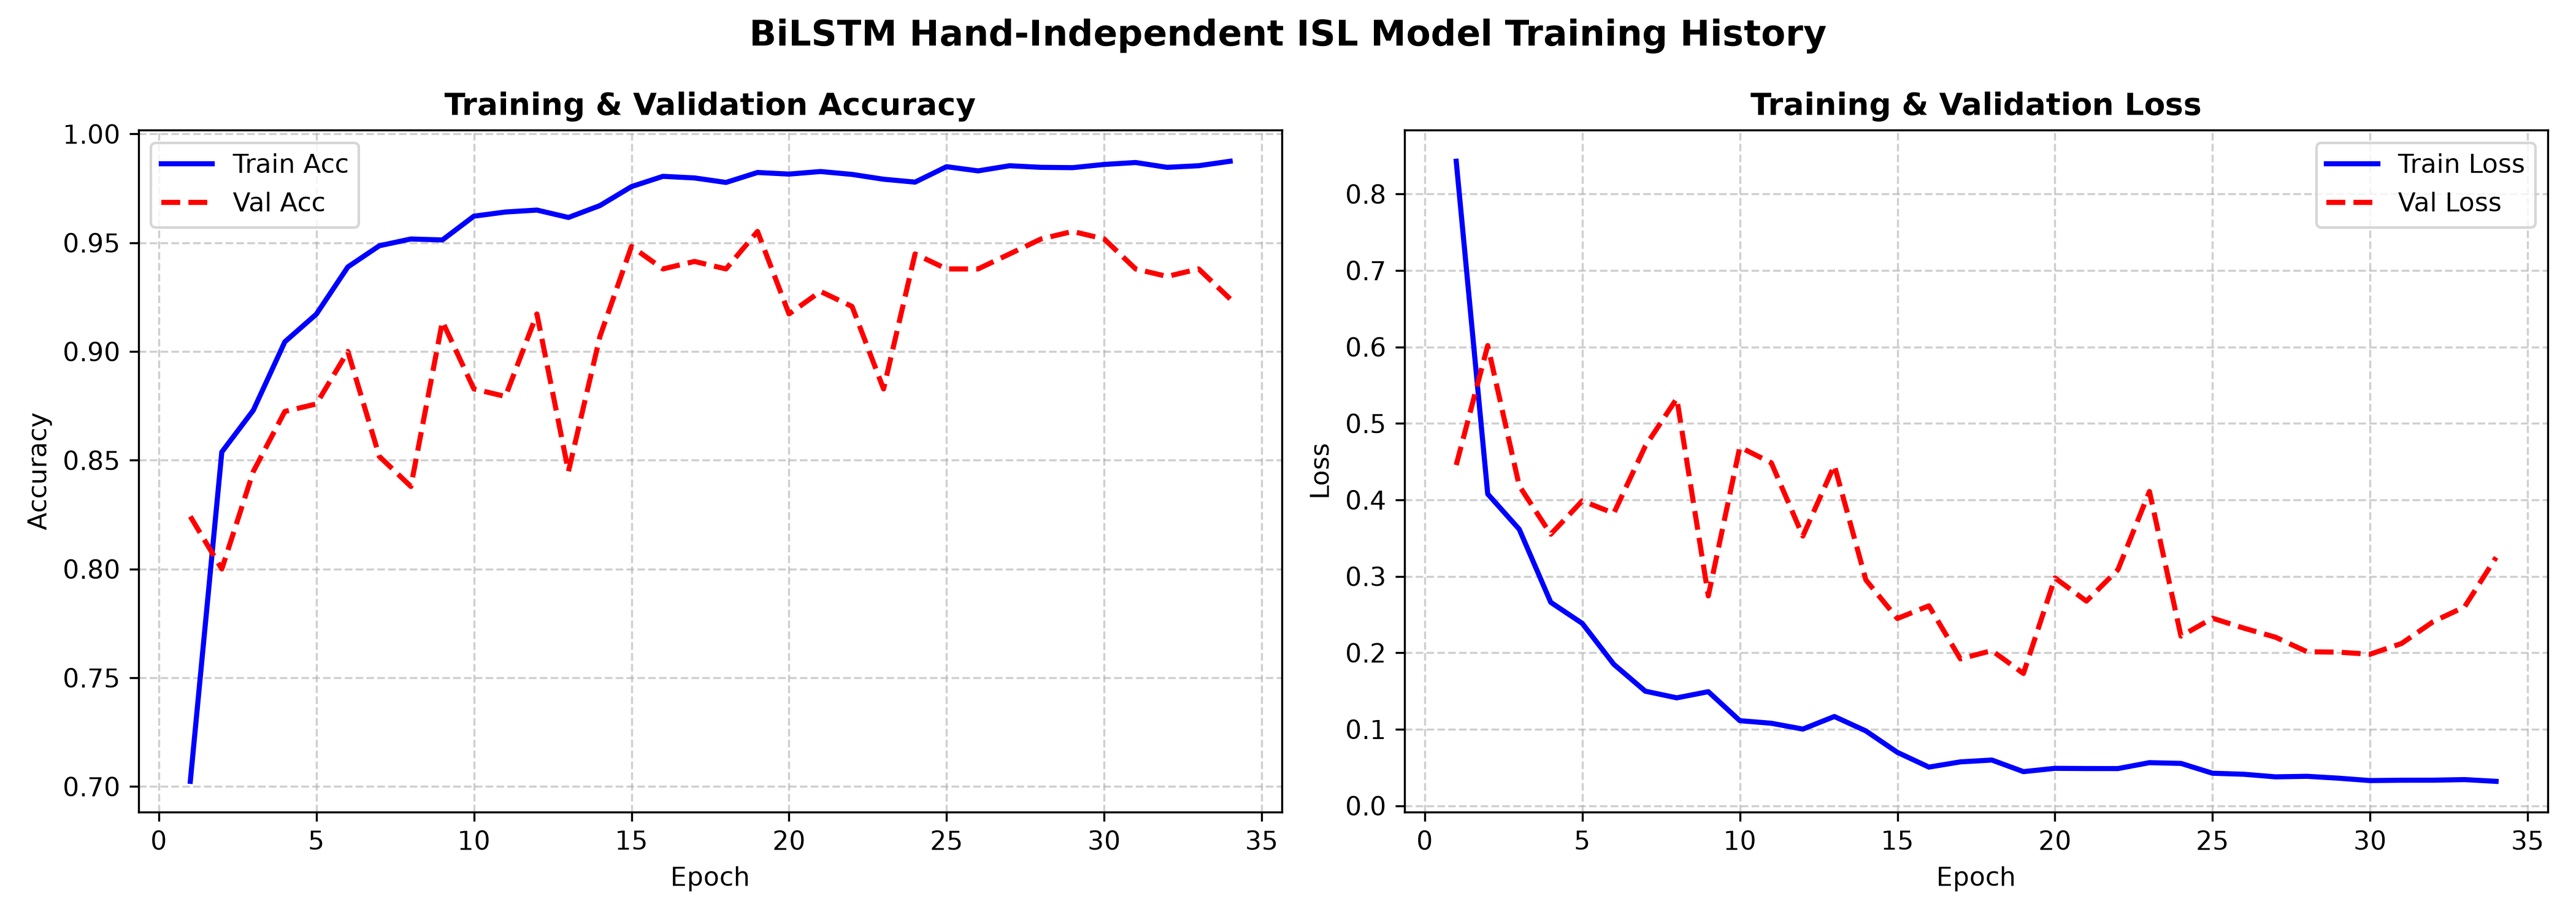 BiLSTM Hand-Independent ISL Model Training History
Training & Validation Accuracy
Train Acc
Val Acc
1.00
0.95
0.90
0.85
0.80
0.75
0.70
Accuracy
0 5 10 15 20 25 30 35
Epoch
Training & Validation Loss
Train Loss
Val Loss
0.8
0.7
0.6
0.5
0.4
0.3
0.2
0.1
0.0
Loss
0 5 10 15 20 25 30 35
Epoch